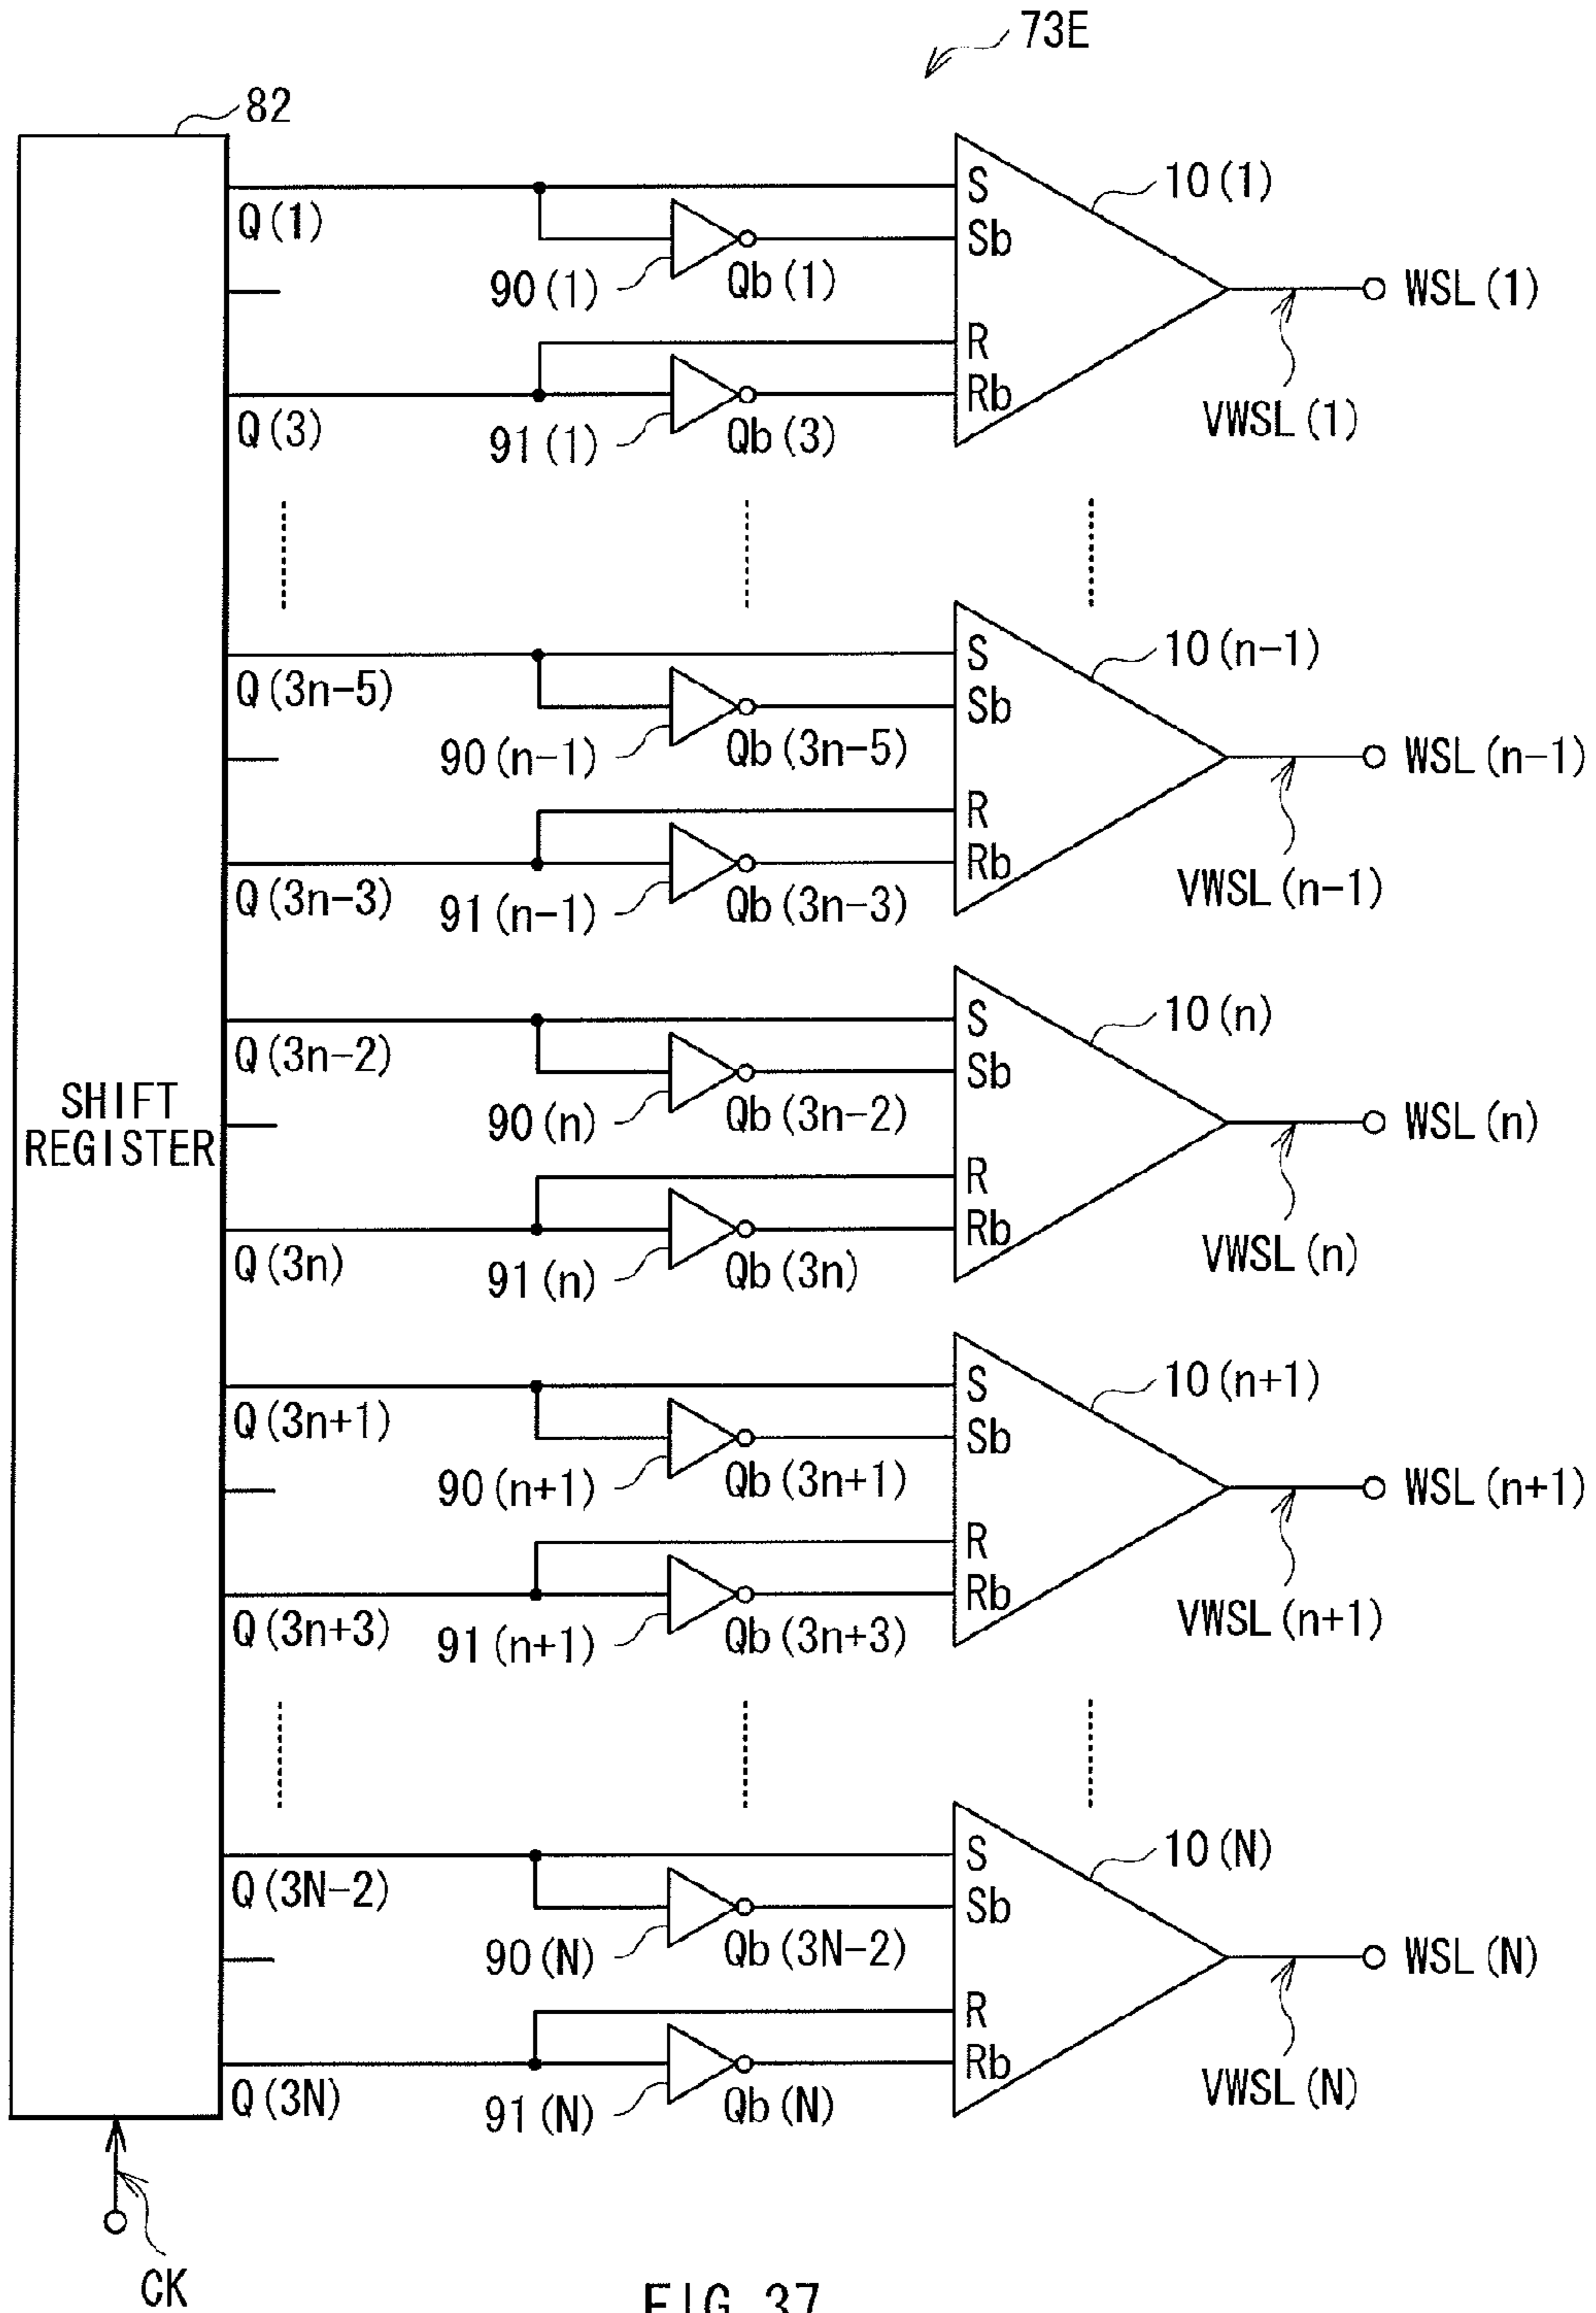 73E
82
Q(1)
S
10(1)
Sb
90(1)
Qb(1)
WSL(1)
R
Q(3)
Rb
91(1)
Qb(3)
VWSL(1)
Q(3n-5)
S
10(n-1)
Sb
90(n-1)
Qb(3n-5)
WSL(n-1)
R
Q(3n-3)
Rb
91(n-1)
Qb(3n-3)
VWSL(n-1)
Q(3n-2)
S
10(n)
Sb
SHIFT
REGISTER
90(n)
Qb(3n-2)
WSL(n)
R
Q(3n)
Rb
91(n)
Qb(3n)
VWSL(n)
Q(3n+1)
S
10(n+1)
Sb
90(n+1)
Qb(3n+1)
WSL(n+1)
R
Q(3n+3)
Rb
91(n+1)
Qb(3n+3)
VWSL(n+1)
Q(3N-2)
S
10(N)
Sb
90(N)
Qb(3N-2)
WSL(N)
R
Q(3N)
Rb
91(N)
Qb(N)
VWSL(N)
CK
FIG. 37